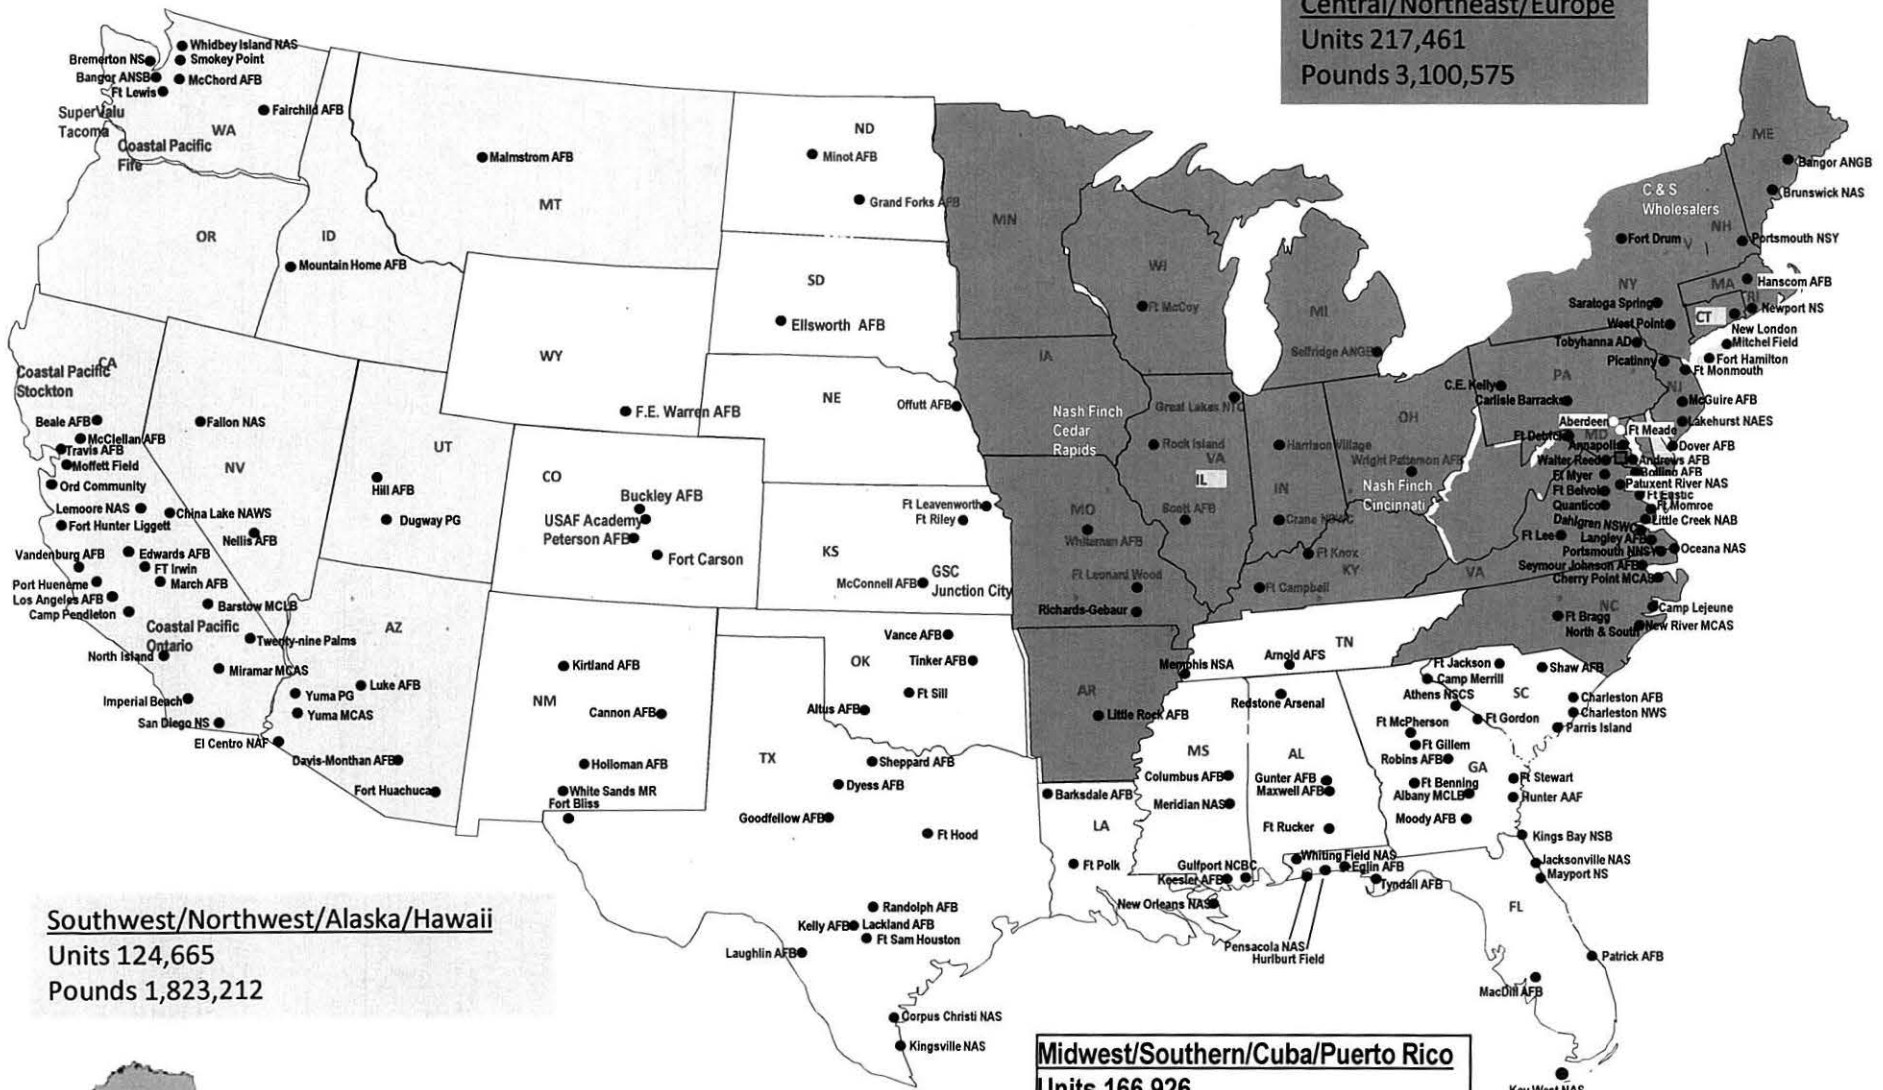 Central/Northeast/Europe
Units 217,461
Pounds 3,100,575
Whidbey Island NAS
Bremerton NS
Smokey Point
Bangor ANSB
McChord AFB
Ft Lewis
SuperValu
Tacoma
Fairchild AFB
WA
Coastal Pacific
Fife
OR
ID
Mountain Home AFB
Malmstrom AFB
MT
ND
Minot AFB
Grand Forks AFB
SD
Ellsworth AFB
WY
F.E. Warren AFB
NE
Offutt AFB
CA
Coastal Pacific
Stockton
Beale AFB
McClellan AFB
Travis AFB
Moffett Field
Ord Community
Lemoore NAS
China Lake NAWS
Fort Hunter Liggett
Vandenburg AFB
Edwards AFB
FT Irwin
Port Hueneme
March AFB
Los Angeles AFB
Barstow MCLB
Camp Pendleton
Coastal Pacific
Ontario
Twenty-nine Palms
North Island
Miramar MCAS
Imperial Beach
San Diego NS
El Centro NAF
Fallon NAS
NV
Nellis AFB
UT
Hill AFB
Dugway PG
AZ
Luke AFB
Yuma PG
Yuma MCAS
Davis-Monthan AFB
Fort Huachuca
CO
Buckley AFB
USAF Academy
Peterson AFB
Fort Carson
KS
Ft Leavenworth
Ft Riley
McConnell AFB
GSC
Junction City
NM
Kirtland AFB
Cannon AFB
Holloman AFB
White Sands MR
Fort Bliss
OK
Vance AFB
Tinker AFB
Ft Sill
Altus AFB
TX
Sheppard AFB
Dyess AFB
Goodfellow AFB
Ft Hood
Randolph AFB
Kelly AFB
Lackland AFB
Ft Sam Houston
Laughlin AFB
Corpus Christi NAS
Kingsville NAS
MN
WI
Ft McCoy
MI
Selfridge ANGB
IA
Nash Finch
Cedar
Rapids
Great Lakes NTC
Rock Island
VA
IL
Scott AFB
IN
Harrison Village
Crane NSWC
OH
Wright Patterson AFB
Nash Finch
Cincinnati
MO
Whiteman AFB
Ft Leonard Wood
Richards-Gebaur
Ft Knox
KY
Ft Campbell
AR
Little Rock AFB
TN
Memphis NSA
Arnold AFS
MS
Columbus AFB
Meridian NAS
Gulfport NCBC
Keesler AFB
AL
Redstone Arsenal
Gunter AFB
Maxwell AFB
Ft Rucker
LA
Barksdale AFB
Ft Polk
New Orleans NAS
Whiting Field NAS
Eglin AFB
Tyndall AFB
Pensacola NAS
Hurlburt Field
GA
Camp Merrill
Athens NSCS
Ft McPherson
Ft Gordon
Ft Gillem
Robins AFB
Ft Benning
Albany MCLB
Moody AFB
Ft Stewart
Hunter AAF
Kings Bay NSB
SC
Ft Jackson
Shaw AFB
Charleston AFB
Charleston NWS
Parris Island
FL
Jacksonville NAS
Mayport NS
Patrick AFB
MacDill AFB
Key West NAS
ME
Bangor ANGB
Brunswick NAS
C & S
Wholesalers
NH
V
Portsmouth NSY
Fort Drum
NY
MA
Hanscom AFB
RI
Newport NS
CT
New London
Saratoga Spring
West Point
Mitchel Field
Tobyhanna AD
Fort Hamilton
Picatinny
Ft Monmouth
PA
NJ
C.E. Kelly
Carlisle Barracks
McGuire AFB
Lakehurst NAES
Aberdeen
Ft Meade
MD
Ft Detrick
Annapolis
Dover AFB
Walter Reed
Andrews AFB
Bolling AFB
Ft Myer
Patuxent River NAS
Ft Belvoi
Ft Eustic
Quantico
Ft Momroe
Dahlgren NSWC
Little Creek NAB
Ft Lee
Langley AFB
Portsmouth NNSY
Oceana NAS
VA
Seymour Johnson AFB
Cherry Point MCAS
NC
Camp Lejeune
Ft Bragg
North & South
New River MCAS
Southwest/Northwest/Alaska/Hawaii
Units 124,665
Pounds 1,823,212
Midwest/Southern/Cuba/Puerto Rico
Units 166,926